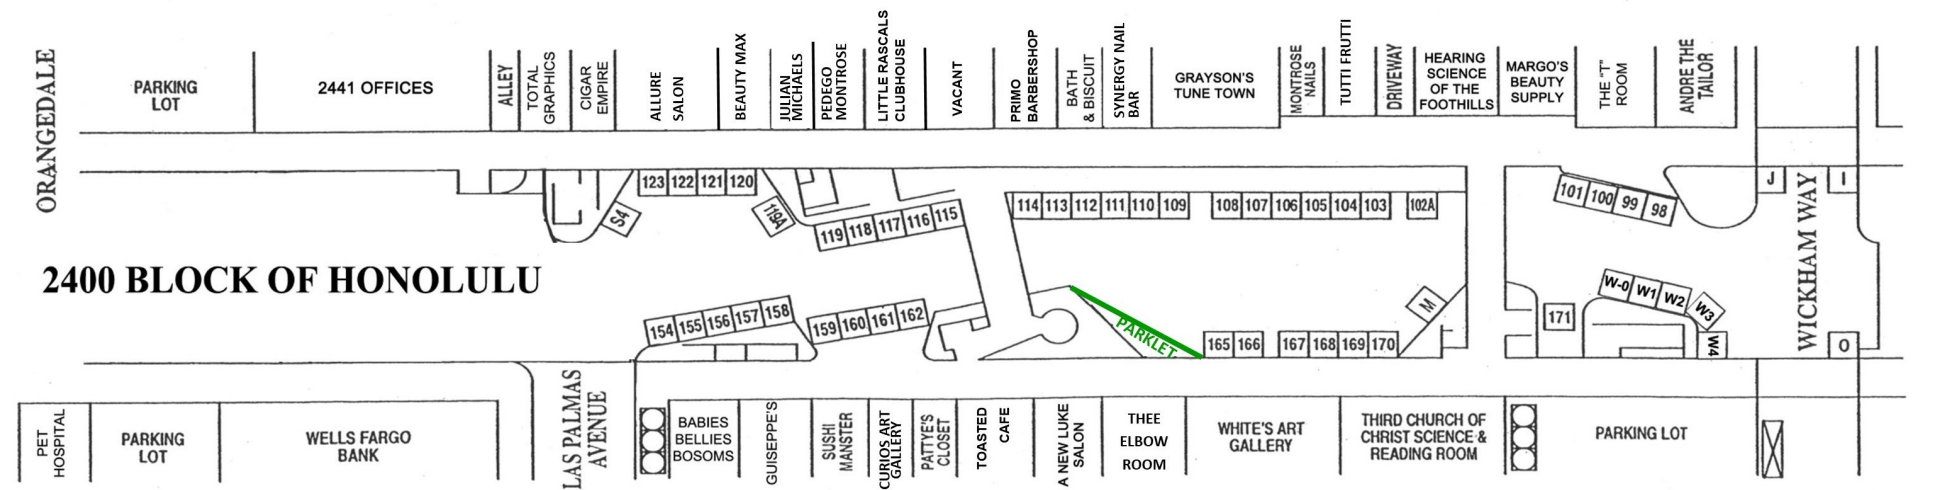 ORANGEDALE
PARKING
LOT
2441 OFFICES
ALLEY
TOTAL
GRAPHICS
CIGAR
EMPIRE
ALLURE
SALON
BEAUTY MAX
JULIAN
MICHAELS
PEDEGO
MONTROSE
LITTLE RASCALS
CLUBHOUSE
VACANT
PRIMO
BARBERSHOP
BATH
& BISCUIT
SYNERGY NAIL
BAR
GRAYSON'S
TUNE TOWN
MONTROSE
NAILS
TUTTI FRUTTI
DRIVEWAY
HEARING
SCIENCE
OF THE
FOOTHILLS
MARGO'S
BEAUTY
SUPPLY
THE "T"
ROOM
ANDRE THE
TAILOR
S4
123 122 121 120
119A
119 118 117 116 115
114 113 112 111 110 109
108 107 106 105 104 103
102A
101 100 99 98
J
I
WICKHAM WAY
2400 BLOCK OF HONOLULU
154 155 156 157 158
159 160 161 162
PARKLET
165 166
167 168 169 170
M
171
W-0 W1 W2 W3
W4
O
PET
HOSPITAL
PARKING
LOT
WELLS FARGO
BANK
LAS PALMAS
AVENUE
BABIES
BELLIES
BOSOMS
GUISEPPE'S
SUSHI
MANSTER
CURIOS ART
GALLERY
PATTYE'S
CLOSET
TOASTED
CAFE
A NEW LUKE
SALON
THEE
ELBOW
ROOM
WHITE'S ART
GALLERY
THIRD CHURCH OF
CHRIST SCIENCE &
READING ROOM
PARKING LOT